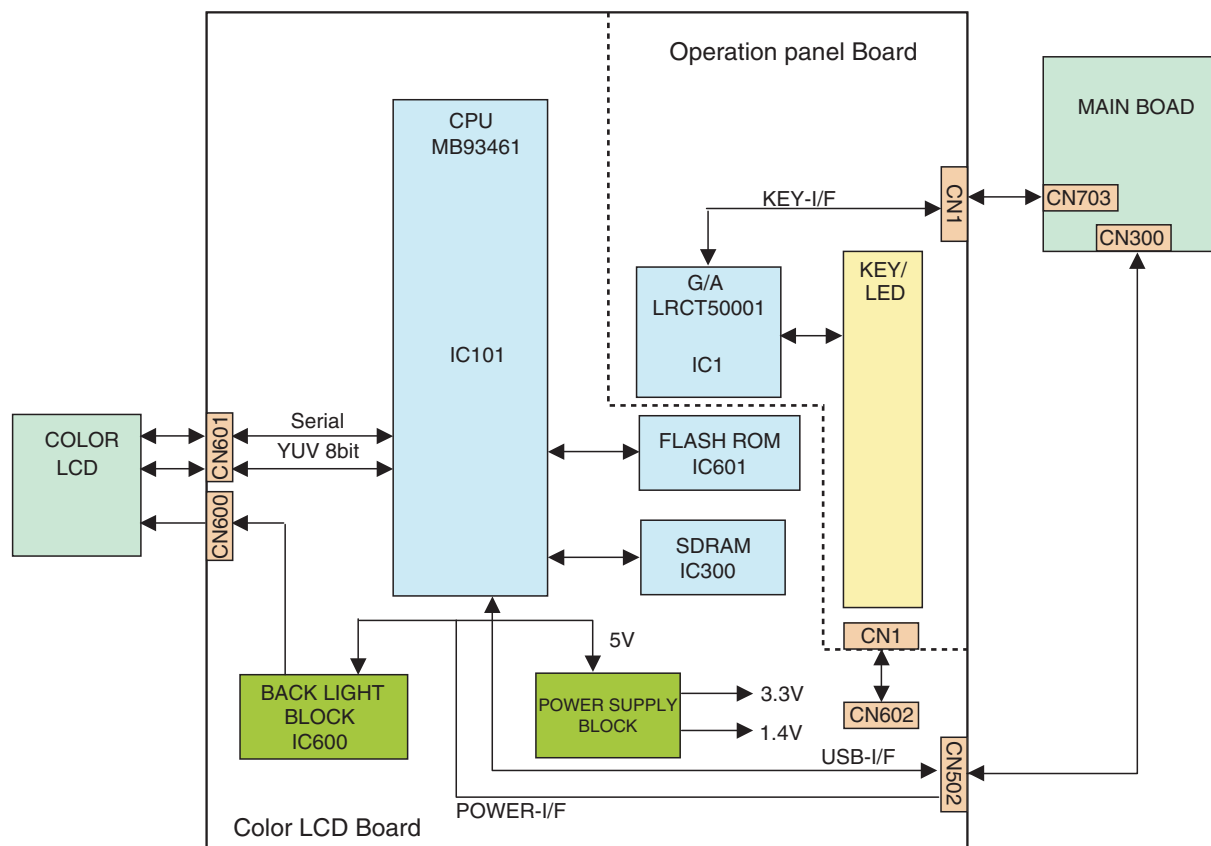 Operation panel Board
MAIN BOAD
CN703
CN300
CPU
MB93461
IC101
CN1
KEY-I/F
G/A
LRCT50001
IC1
KEY/
LED
COLOR
LCD
CN601
Serial
YUV 8bit
CN600
FLASH ROM
IC601
SDRAM
IC300
5V
CN1
CN602
BACK LIGHT
BLOCK
IC600
POWER SUPPLY
BLOCK
3.3V
1.4V
USB-I/F
CN502
POWER-I/F
Color LCD Board